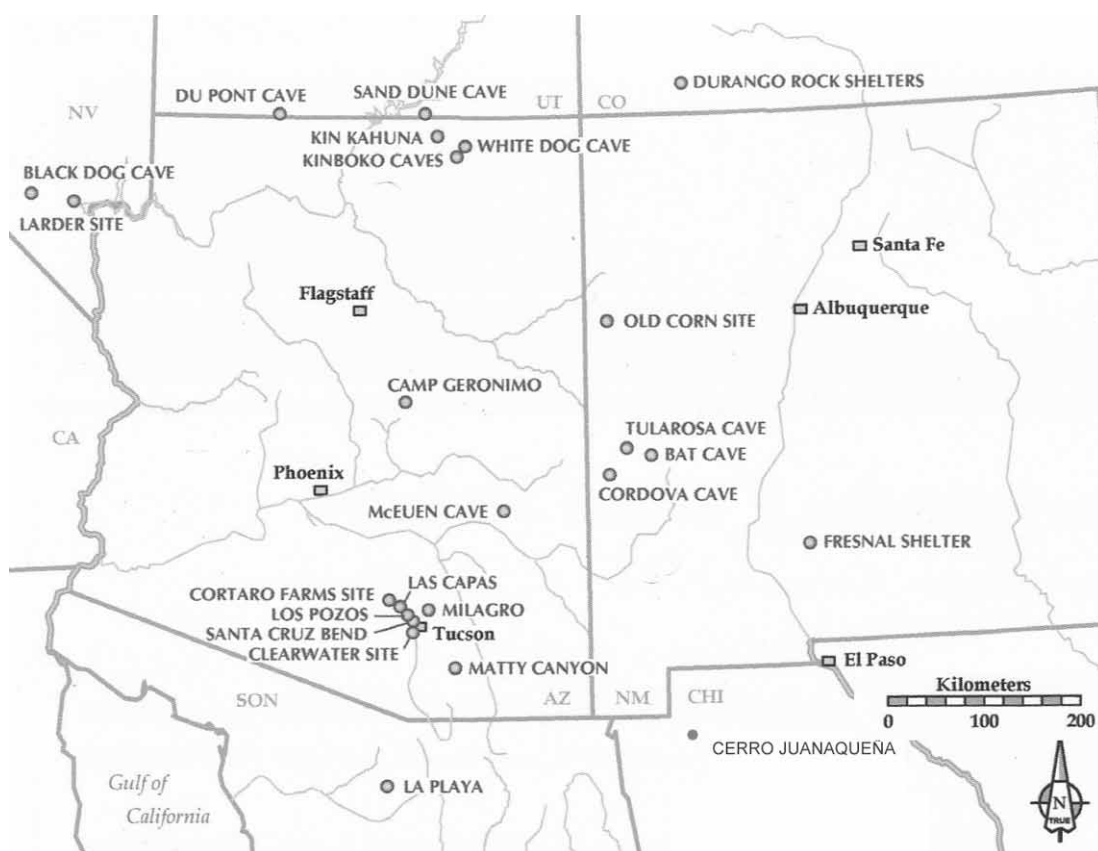 DURANGO ROCK SHELTERS
DU PONT CAVE
SAND DUNE CAVE
NV
UT
CO
KIN KAHUNA
WHITE DOG CAVE
KINBOKO CAVES
BLACK DOG CAVE
LARDER SITE
Santa Fe
Flagstaff
OLD CORN SITE
Albuquerque
CAMP GERONIMO
CA
TULAROSA CAVE
BAT CAVE
Phoenix
CORDOVA CAVE
McEUEN CAVE
FRESNAL SHELTER
LAS CAPAS
CORTARO FARMS SITE
LOS POZOS
MILAGRO
SANTA CRUZ BEND
Tucson
CLEARWATER SITE
MATTY CANYON
El Paso
SON
AZ
NM
CHI
Kilometers
0 100 200
CERRO JUANAQUEÑA
LA PLAYA
Gulf of
California
N
TRUE